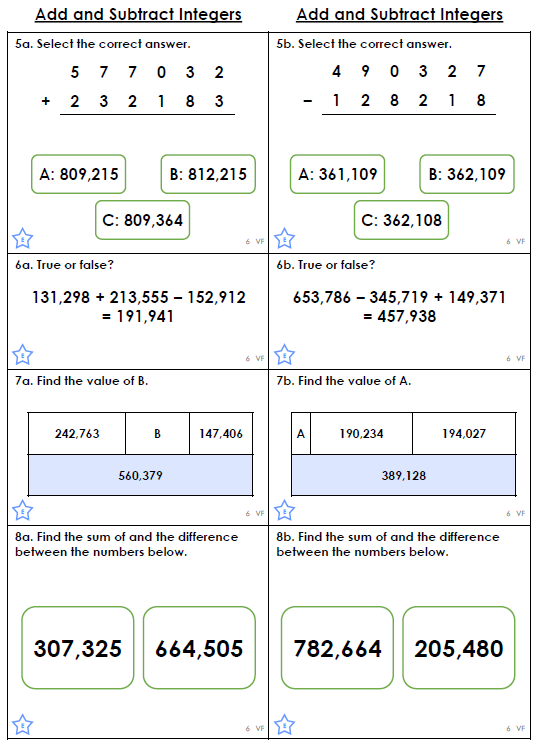 Add and Subtract Integers
Add and Subtract Integers
5a. Select the correct answer.
5 7 7 0 3 2
+ 2 3 2 1 8 3
A: 809,215
B: 812,215
C: 809,364
E
6 VF
5b. Select the correct answer.
4 9 0 3 2 7
– 1 2 8 2 1 8
A: 361,109
B: 362,109
C: 362,108
E
6 VF
6a. True or false?
131,298 + 213,555 – 152,912
= 191,941
E
6 VF
6b. True or false?
653,786 – 345,719 + 149,371
= 457,938
E
6 VF
7a. Find the value of B.
242,763 B 147,406
560,379
E
6 VF
7b. Find the value of A.
A 190,234 194,027
389,128
E
6 VF
8a. Find the sum of and the difference
between the numbers below.
307,325 664,505
E
6 VF
8b. Find the sum of and the difference
between the numbers below.
782,664 205,480
E
6 VF